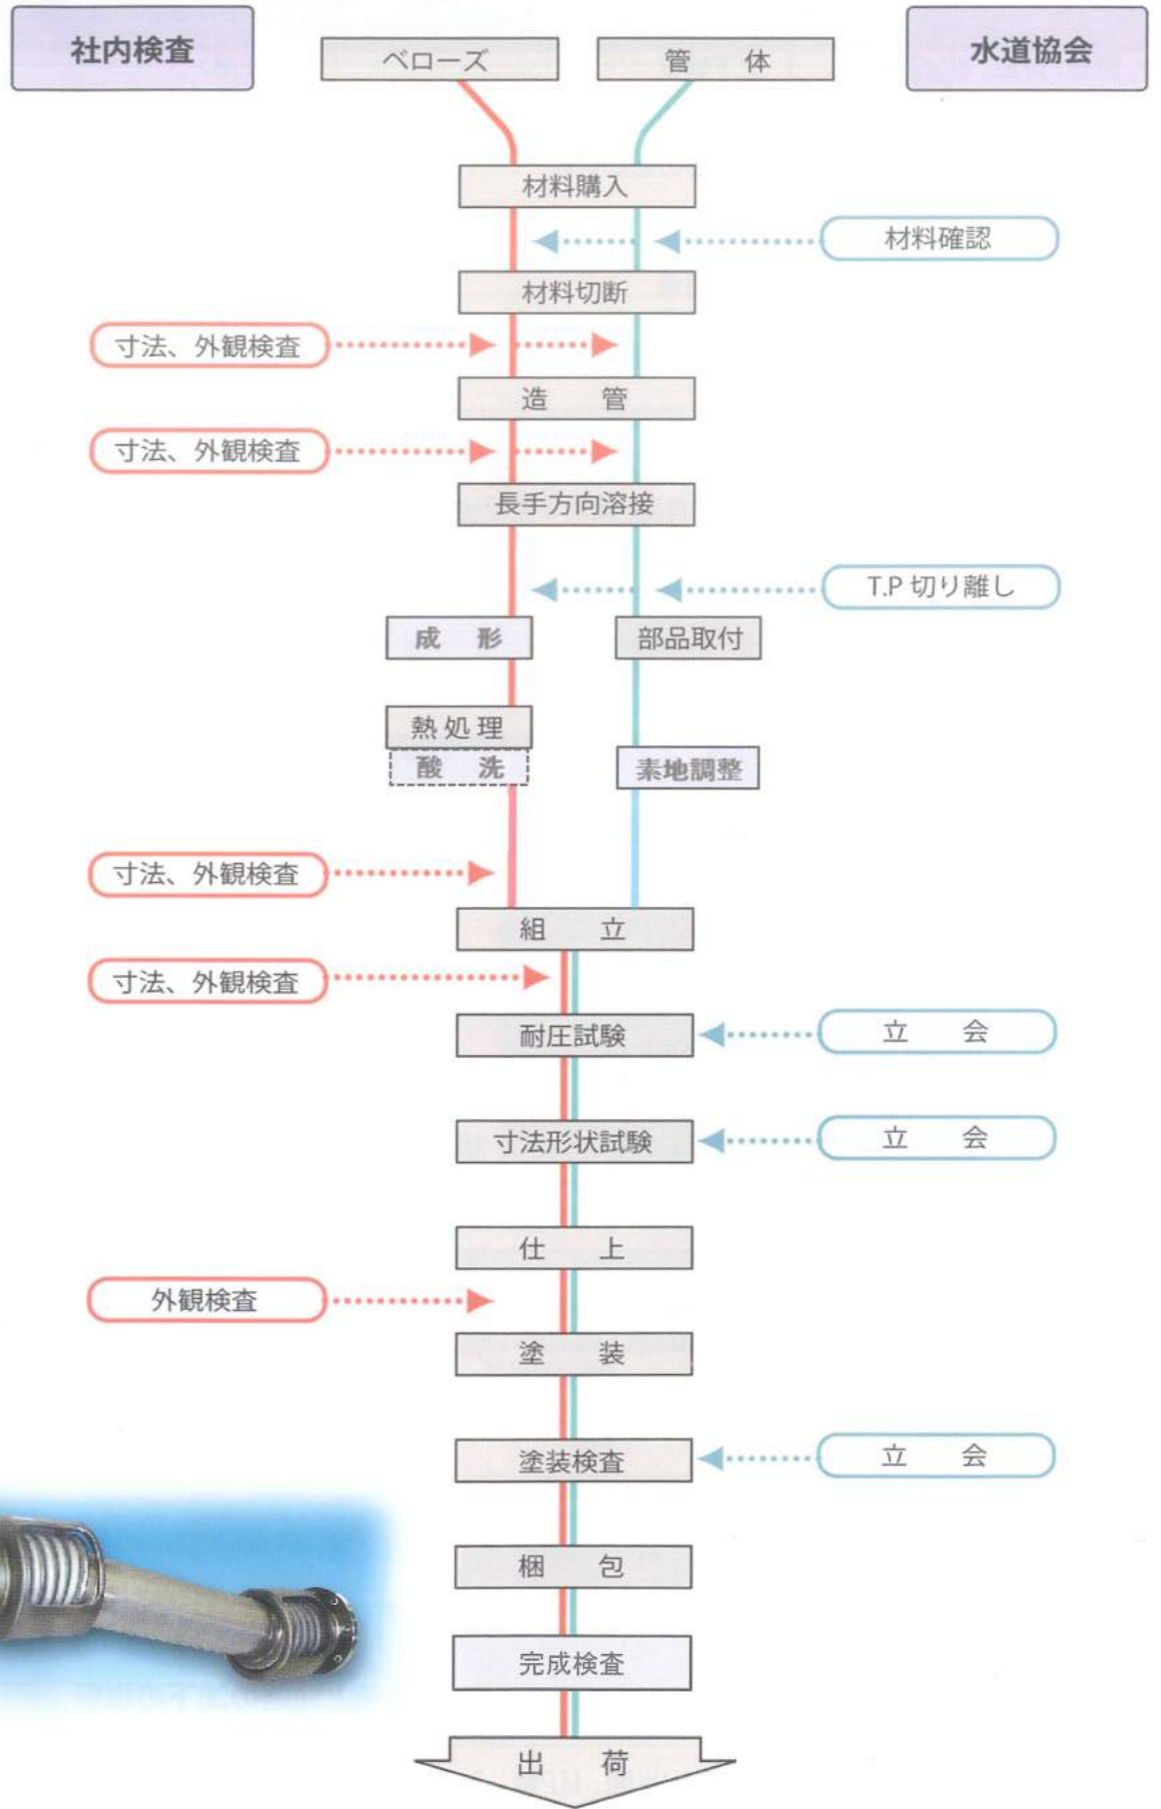 社内検査
ベローズ
管 体
水道協会
材料購入
材料確認
材料切断
寸法、外観検査
造 管
寸法、外観検査
長手方向溶接
T.P 切り離し
成 形
部品取付
熱 処 理
酸 洗
素地調整
寸法、外観検査
組 立
寸法、外観検査
耐圧試験
立 会
寸法形状試験
立 会
仕 上
外観検査
塗 装
塗装検査
立 会
梱 包
完成検査
出 荷